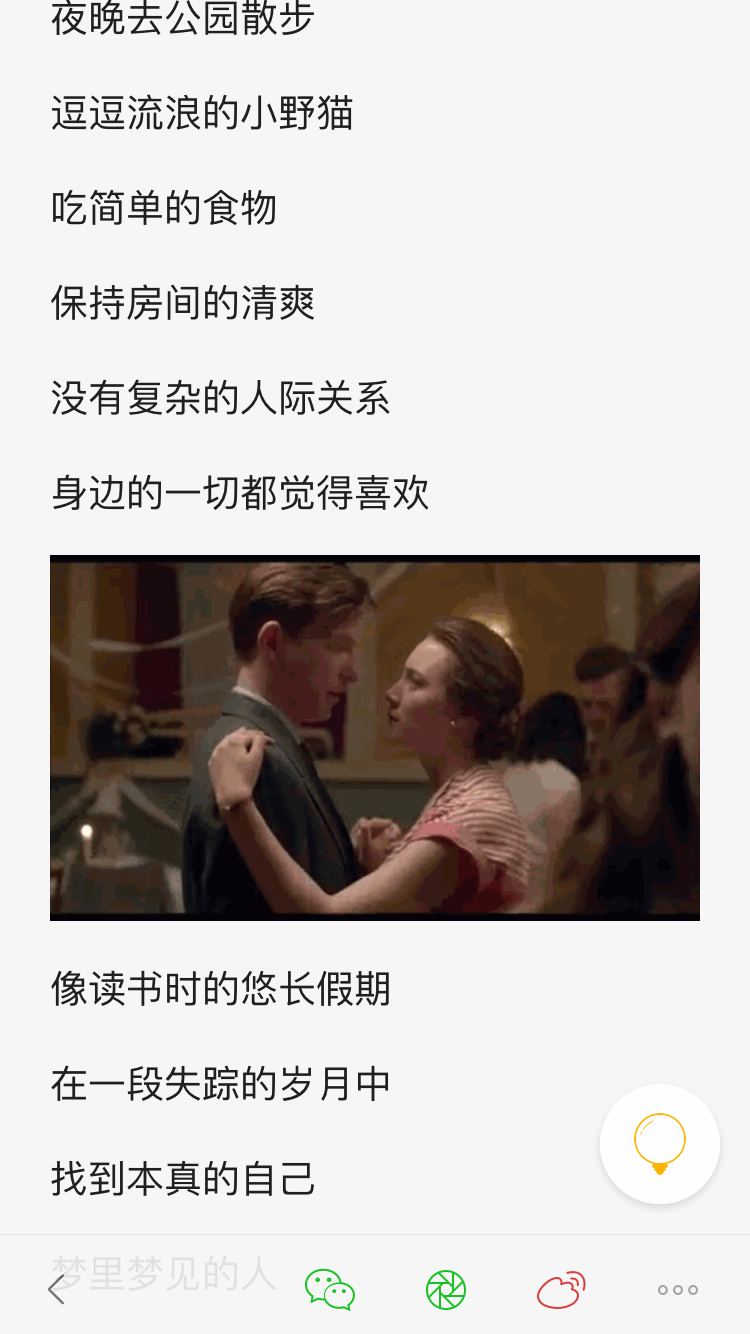 夜晚去公园散步
逗逗流浪的小野猫
吃简单的食物
保持房间的清爽
没有复杂的人际关系
身边的一切都觉得喜欢
像读书时的悠长假期
在一段失踪的岁月中
找到本真的自己
梦里梦见的人